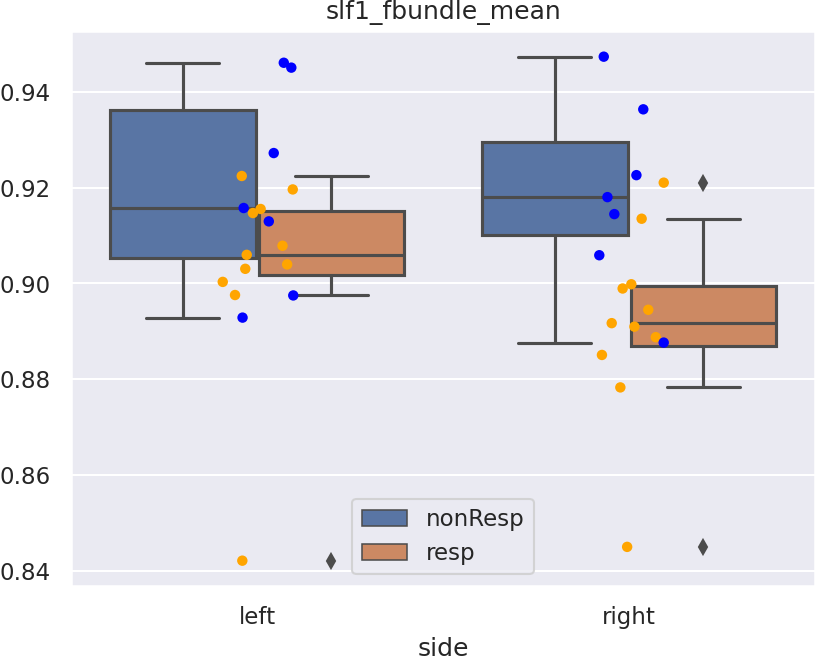 slf1_fbundle_mean
0.94
0.92
0.90
0.88
0.86
0.84
nonResp
resp
left
right
side